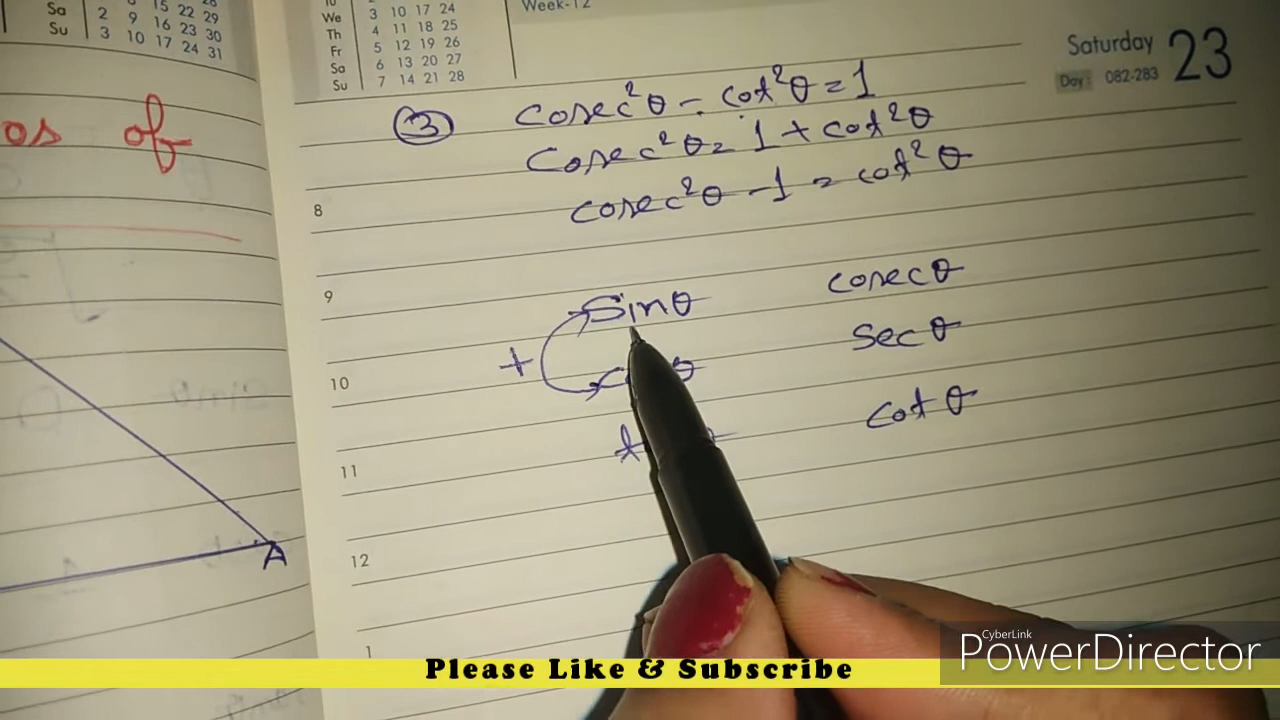 Sa
Su 2 9 16 23 30
3 10 17 24 31
15 22 29
We 3 10 17 24
Th 4 11 18 25
Fr 5 12 19 26
Sa 6 13 20 27
Su 7 14 21 28
Week-12
Saturday 23
Day: 082-283
os of
③ cosec²θ - cot²θ = 1
cosec²θ = 1 + cot²θ
cosec²θ - 1 = cot²θ
8
9
10
11
12
1
Sinθ cosecθ
+
secθ
cotθ
A
CyberLink
PowerDirector
Please Like & Subscribe